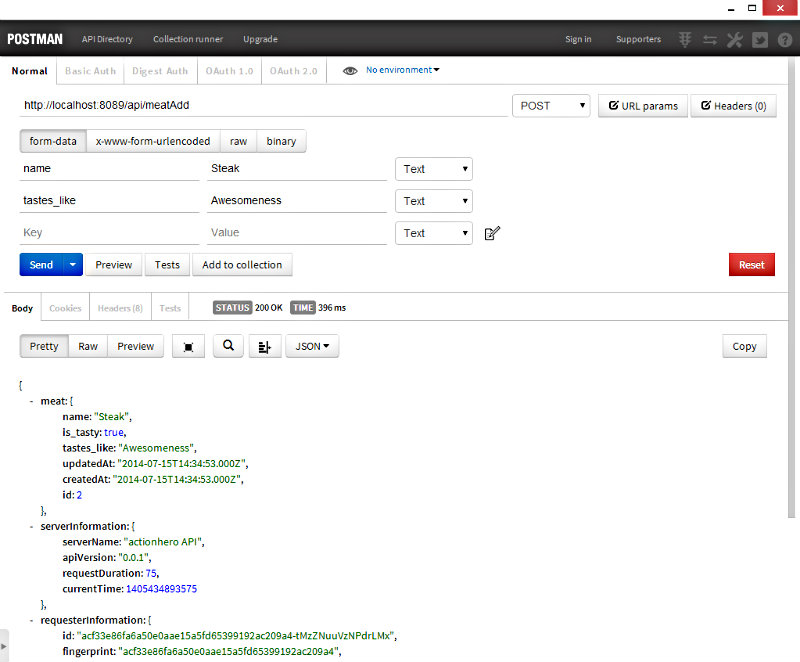 POSTMAN API Directory Collection runner Upgrade Sign in Supporters
Normal Basic Auth Digest Auth OAuth 1.0 OAuth 2.0 No environment
http://localhost:8089/api/meatAdd POST URL params Headers (0)
form-data x-www-form-urlencoded raw binary
name Steak Text
tastes_like Awesomeness Text
Key Value Text
Send Preview Tests Add to collection Reset
Body Cookies Headers (8) Tests STATUS 200 OK TIME 396 ms
Pretty Raw Preview JSON Copy
{
- meat: {
name: "Steak",
is_tasty: true,
tastes_like: "Awesomeness",
updatedAt: "2014-07-15T14:34:53.000Z",
createdAt: "2014-07-15T14:34:53.000Z",
id: 2
},
- serverInformation: {
serverName: "actionhero API",
apiVersion: "0.0.1",
requestDuration: 75,
currentTime: 1405434893575
},
- requesterInformation: {
id: "acf33e86fa6a50e0aae15a5fd65399192ac209a4-tMzZNuuVzNPdrLMx",
fingerprint: "acf33e86fa6a50e0aae15a5fd65399192ac209a4",